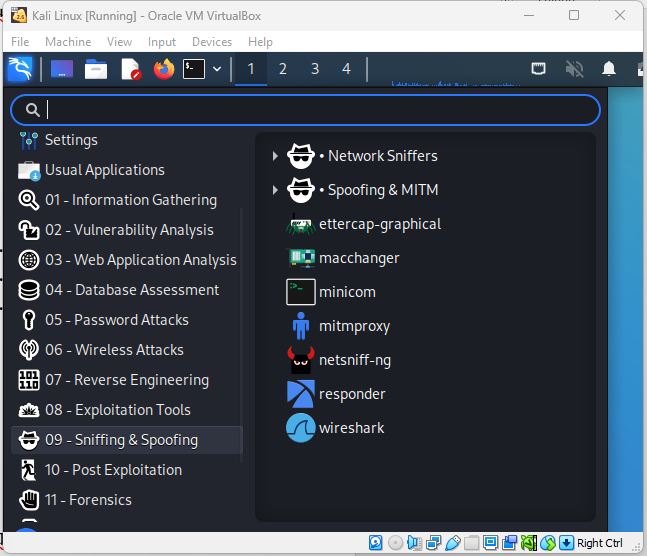 Kali Linux [Running] - Oracle VM VirtualBox
File Machine View Input Devices Help
1 2 3 4
Settings
Usual Applications
01 - Information Gathering
02 - Vulnerability Analysis
03 - Web Application Analysis
04 - Database Assessment
05 - Password Attacks
06 - Wireless Attacks
07 - Reverse Engineering
08 - Exploitation Tools
09 - Sniffing & Spoofing
10 - Post Exploitation
11 - Forensics
• Network Sniffers
• Spoofing & MITM
ettercap-graphical
macchanger
minicom
mitmproxy
netsniff-ng
responder
wireshark
Right Ctrl